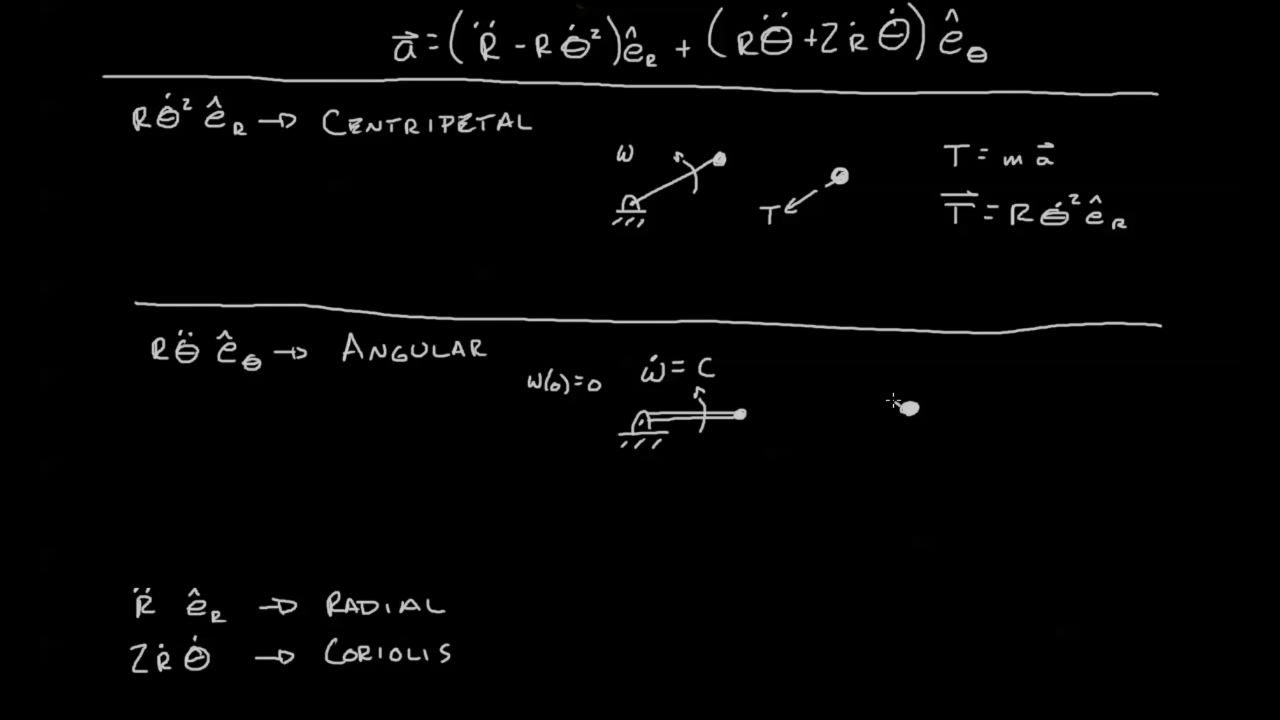 a⃗ = (R̈ - Rθ̇²) ê_R + (Rθ̈ + 2Ṙθ̇) ê_θ
Rθ̇² ê_R → CENTRIPETAL
ω
T
T = m a⃗
T⃗ = Rθ̇² ê_R
Rθ̈ ê_θ → ANGULAR
ω(0)=0
ω̇ = C
R̈ ê_R → RADIAL
2Ṙθ̇ → CORIOLIS